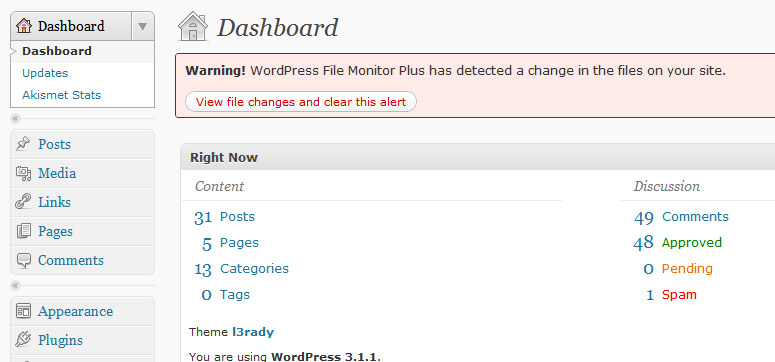 Dashboard
Dashboard
Updates
Akismet Stats
Posts
Media
Links
Pages
Comments
Appearance
Plugins
Dashboard
Warning! WordPress File Monitor Plus has detected a change in the files on your site.
View file changes and clear this alert
Right Now
Content
31 Posts
5 Pages
13 Categories
0 Tags
Discussion
49 Comments
48 Approved
0 Pending
1 Spam
Theme l3rady
You are using WordPress 3.1.1.